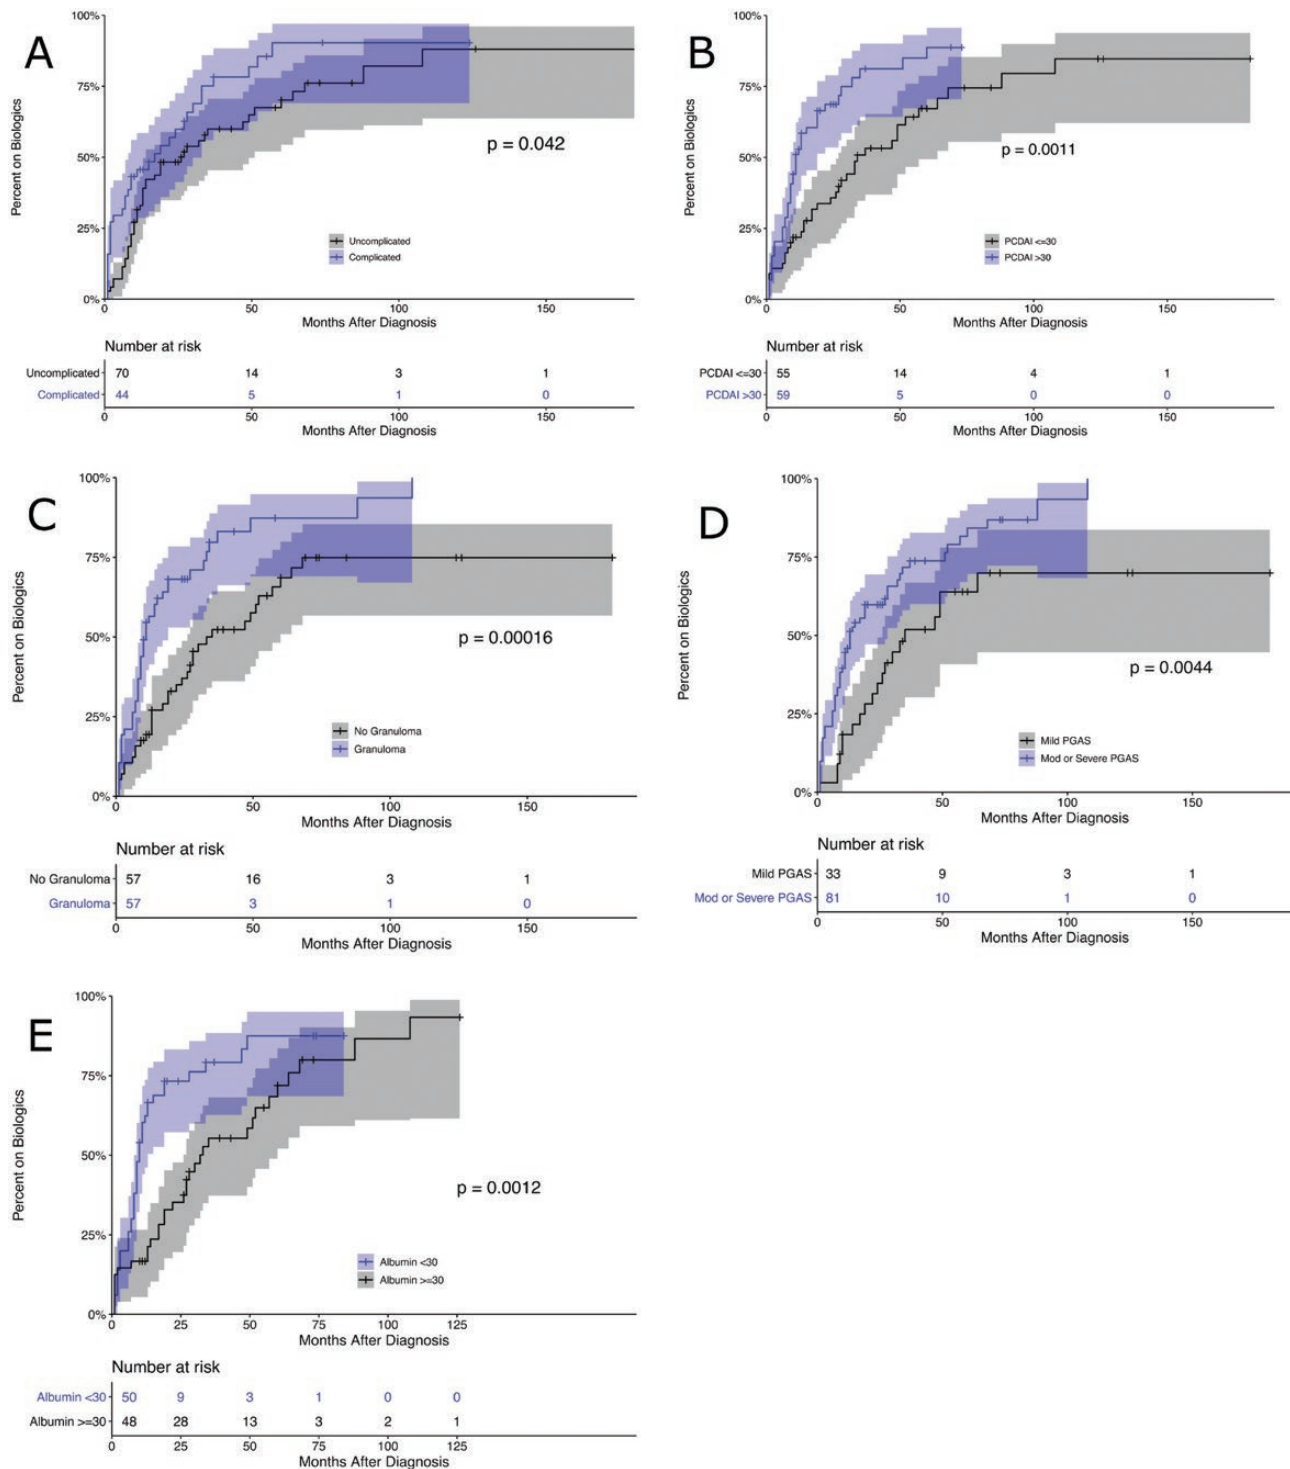 A
Percent on Biologics
100%
75%
50%
25%
0%
p = 0.042
Uncomplicated
Complicated
0 50 100 150
Months After Diagnosis
Number at risk
Uncomplicated 70 14 3 1
Complicated 44 5 1 0
0 50 100 150
Months After Diagnosis
B
Percent on Biologics
100%
75%
50%
25%
0%
p = 0.0011
PCDAI <=30
PCDAI >30
0 50 100 150
Months After Diagnosis
Number at risk
PCDAI <=30 55 14 4 1
PCDAI >30 59 5 0 0
0 50 100 150
Months After Diagnosis
C
Percent on Biologics
100%
75%
50%
25%
0%
p = 0.00016
No Granuloma
Granuloma
0 50 100 150
Months After Diagnosis
Number at risk
No Granuloma 57 16 3 1
Granuloma 57 3 1 0
0 50 100 150
Months After Diagnosis
D
Percent on Biologics
100%
75%
50%
25%
0%
p = 0.0044
Mild PGAS
Mod or Severe PGAS
0 50 100 150
Months After Diagnosis
Number at risk
Mild PGAS 33 9 3 1
Mod or Severe PGAS 81 10 1 0
0 50 100 150
Months After Diagnosis
E
Percent on Biologics
100%
75%
50%
25%
0%
p = 0.0012
Albumin <30
Albumin >=30
0 25 50 75 100 125
Months After Diagnosis
Number at risk
Albumin <30 50 9 3 1 0 0
Albumin >=30 48 28 13 3 2 1
0 25 50 75 100 125
Months After Diagnosis